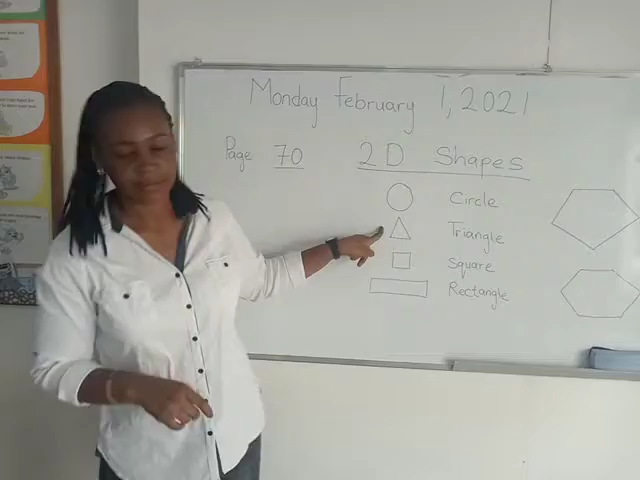 Monday February 1, 2021
Page 70 2D Shapes
Circle
Triangle
Square
Rectangle